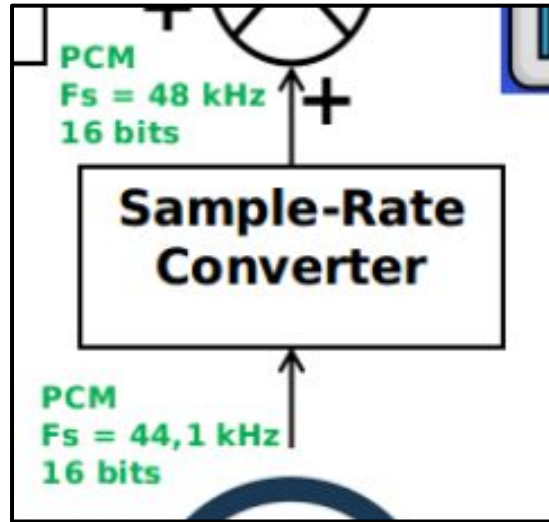 +
PCM
Fs = 48 kHz
16 bits
+
Sample-Rate
Converter
PCM
Fs = 44,1 kHz
16 bits